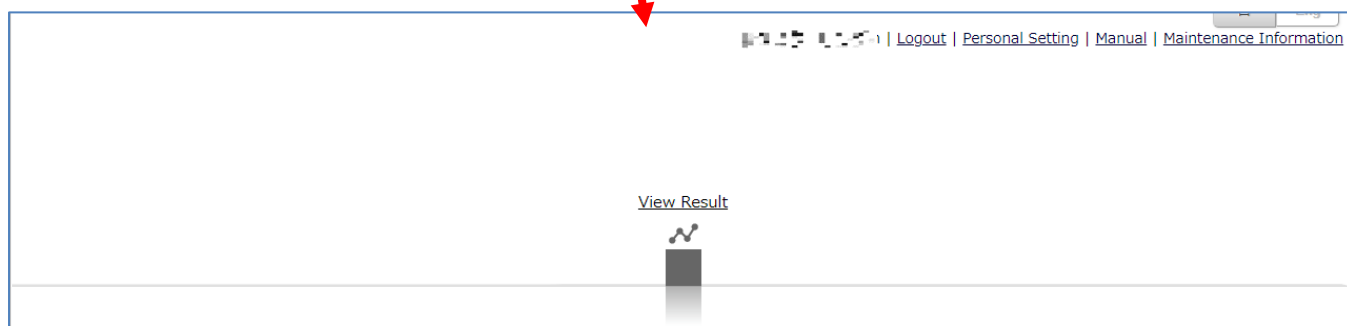 | Logout | Personal Setting | Manual | Maintenance Information
View Result